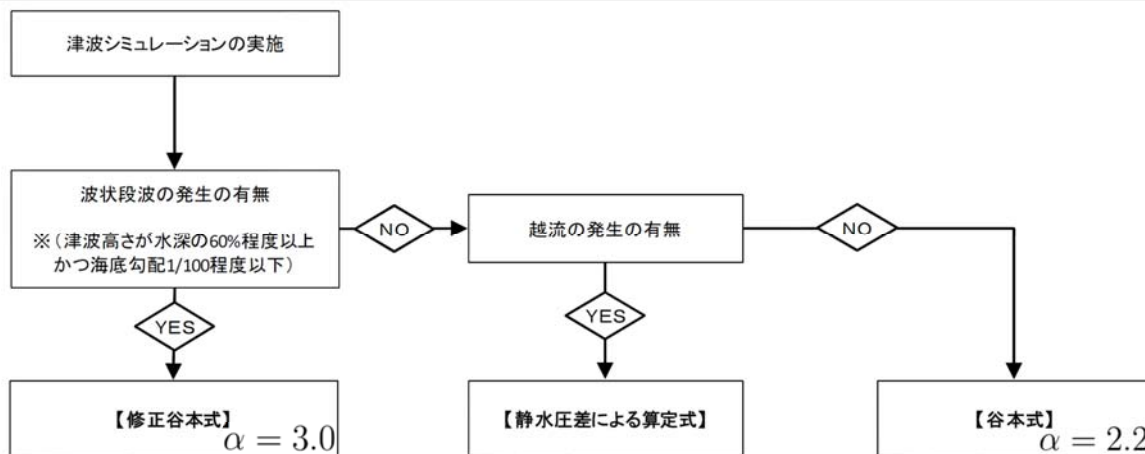 津波シミュレーションの実施
波状段波の発生の有無
※(津波高さが水深の60%程度以上
かつ海底勾配1/100程度以下)
NO
越流の発生の有無
NO
YES
YES
【修正谷本式】
α = 3.0
【静水圧差による算定式】
【谷本式】
α = 2.2